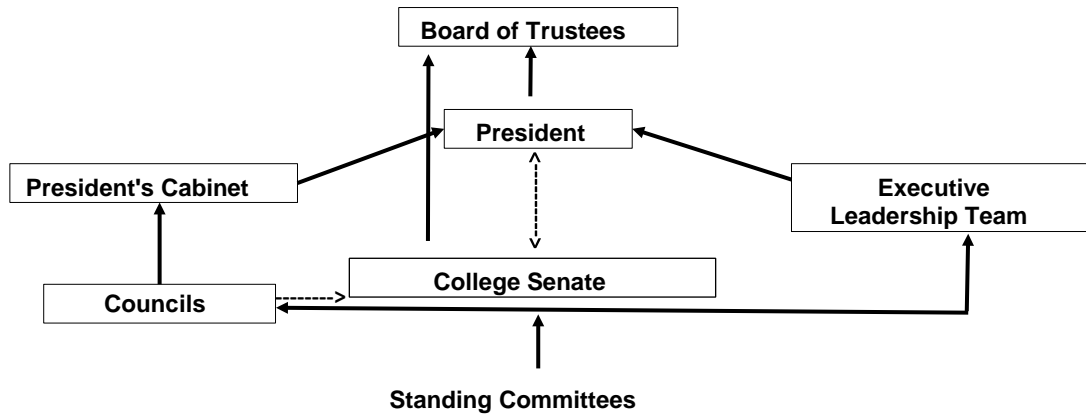 Board of Trustees
President
President's Cabinet
Executive
Leadership Team
College Senate
Councils
Standing Committees